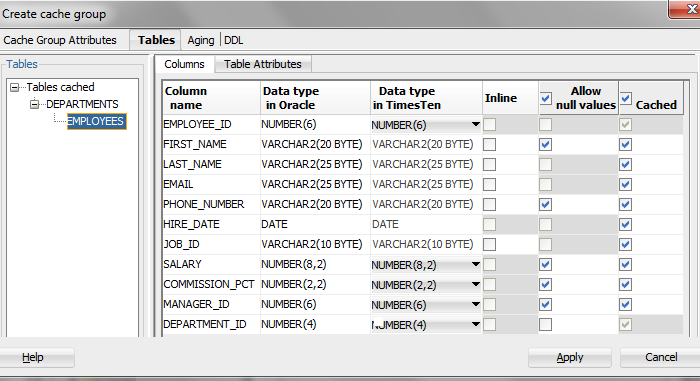 Create cache group
Cache Group Attributes Tables Aging DDL
Tables
Tables cached
DEPARTMENTS
EMPLOYEES
Columns Table Attributes
Column name Data type in Oracle Data type in TimesTen Inline Allow null values Cached
EMPLOYEE_ID NUMBER(6) NUMBER(6)
FIRST_NAME VARCHAR2(20 BYTE) VARCHAR2(20 BYTE)
LAST_NAME VARCHAR2(25 BYTE) VARCHAR2(25 BYTE)
EMAIL VARCHAR2(25 BYTE) VARCHAR2(25 BYTE)
PHONE_NUMBER VARCHAR2(20 BYTE) VARCHAR2(20 BYTE)
HIRE_DATE DATE DATE
JOB_ID VARCHAR2(10 BYTE) VARCHAR2(10 BYTE)
SALARY NUMBER(8,2) NUMBER(8,2)
COMMISSION_PCT NUMBER(2,2) NUMBER(2,2)
MANAGER_ID NUMBER(6) NUMBER(6)
DEPARTMENT_ID NUMBER(4) NUMBER(4)
Help Apply Cancel